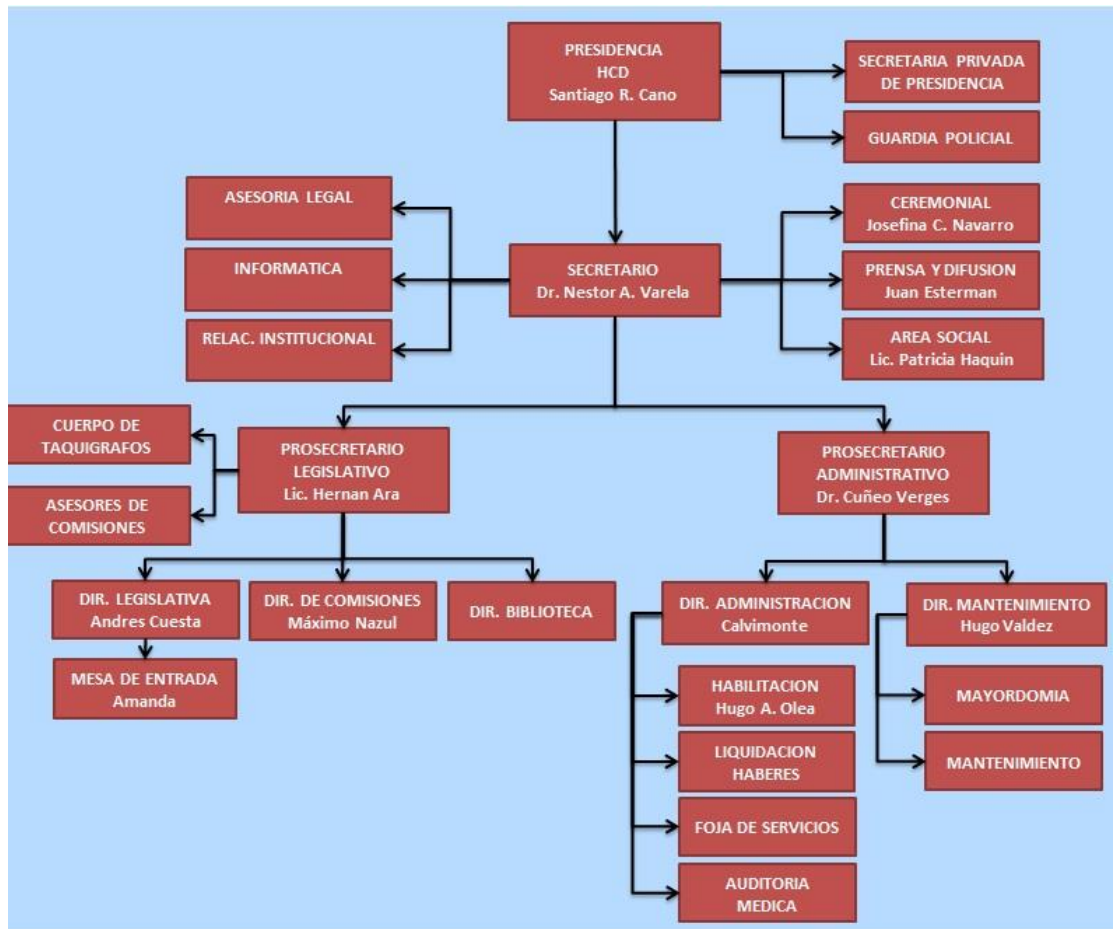 PRESIDENCIA
HCD
Santiago R. Cano
SECRETARIA PRIVADA
DE PRESIDENCIA
GUARDIA POLICIAL
ASESORIA LEGAL
INFORMATICA
RELAC. INSTITUCIONAL
SECRETARIO
Dr. Nestor A. Varela
CEREMONIAL
Josefina C. Navarro
PRENSA Y DIFUSION
Juan Esterman
AREA SOCIAL
Lic. Patricia Haquin
CUERPO DE
TAQUIGRAFOS
ASESORES DE
COMISIONES
PROSECRETARIO
LEGISLATIVO
Lic. Hernan Ara
PROSECRETARIO
ADMINISTRATIVO
Dr. Cuñeo Verges
DIR. LEGISLATIVA
Andres Cuesta
DIR. DE COMISIONES
Máximo Nazul
DIR. BIBLIOTECA
MESA DE ENTRADA
Amanda
DIR. ADMINISTRACION
Calvimonte
DIR. MANTENIMIENTO
Hugo Valdez
HABILITACION
Hugo A. Olea
LIQUIDACION
HABERES
FOJA DE SERVICIOS
AUDITORIA
MEDICA
MAYORDOMIA
MANTENIMIENTO